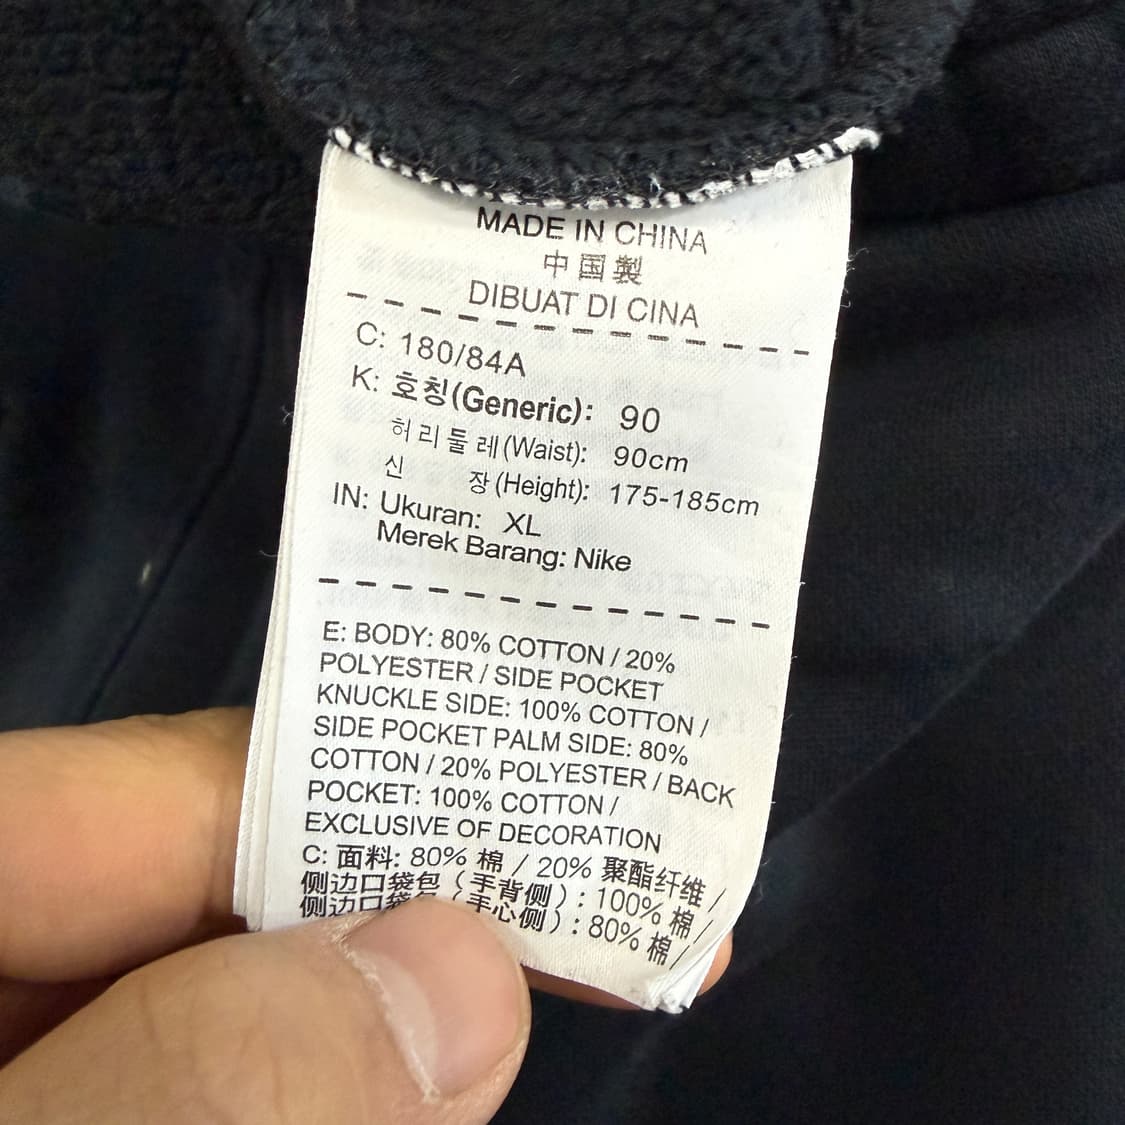 MADE IN CHINA
中国製
DIBUAT DI CINA
C: 180/84A
K: 호칭(Generic): 90
허리둘레(Waist): 90cm
신 장(Height): 175-185cm
IN: Ukuran: XL
Merek Barang: Nike
E: BODY: 80% COTTON / 20%
POLYESTER / SIDE POCKET
KNUCKLE SIDE: 100% COTTON /
SIDE POCKET PALM SIDE: 80%
COTTON / 20% POLYESTER / BACK
POCKET: 100% COTTON /
EXCLUSIVE OF DECORATION
C: 面料: 80% 棉 / 20% 聚酯纤维 /
侧边口袋包 (手背侧) : 100% 棉 /
侧边口袋包 (手心侧) : 80% 棉 /